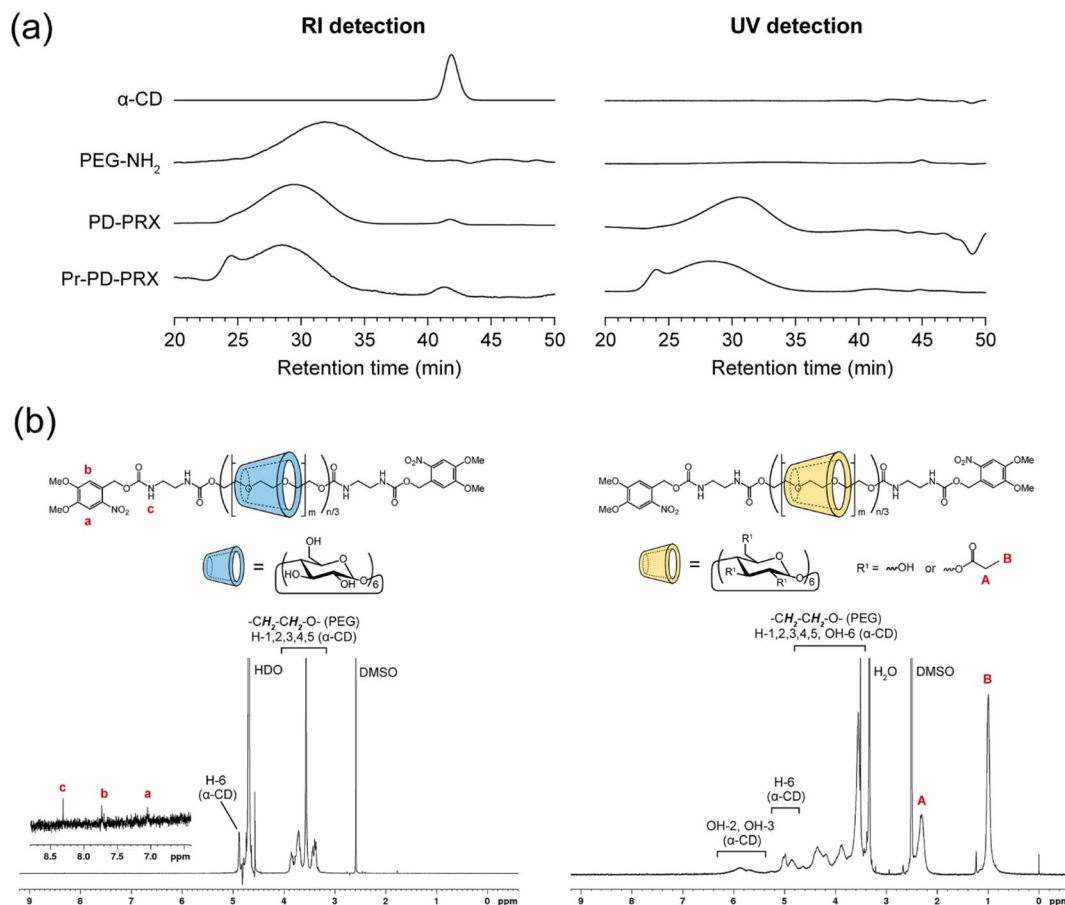 (a)
RI detection
UV detection
α-CD
PEG-NH2
PD-PRX
Pr-PD-PRX
20 25 30 35 40 45 50
20 25 30 35 40 45 50
Retention time (min)
Retention time (min)
(b)
b
MeO
MeO
a
NO2
O
O
N
H
c
H
N
O
O
O
O
O
m
n/3
O
N
H
H
N
O
O
NO2
OMe
OMe
=
OH
O
HO
OH
O
6
-CH2-CH2-O- (PEG)
H-1,2,3,4,5 (α-CD)
HDO
DMSO
H-6
(α-CD)
c
b
a
8.5 8.0 7.5 7.0 ppm
9 8 7 6 5 4 3 2 1 0 ppm
MeO
MeO
NO2
O
O
N
H
H
N
O
O
O
O
O
m
n/3
O
N
H
H
N
O
O
NO2
OMe
OMe
=
R1
O
R1
R1
O
6
R1 = OH or O
O
A
B
-CH2-CH2-O- (PEG)
H-1,2,3,4,5, OH-6 (α-CD)
H2O
DMSO
B
A
H-6
(α-CD)
OH-2, OH-3
(α-CD)
9 8 7 6 5 4 3 2 1 0 ppm